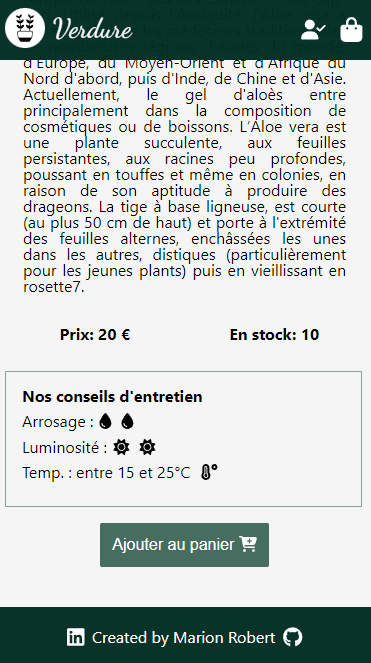 Verdure
d'Europe, du Moyen-Orient et d'Afrique du
Nord d'abord, puis d'Inde, de Chine et d'Asie.
Actuellement, le gel d'aloès entre
principalement dans la composition de
cosmétiques ou de boissons. L'Aloe vera est
une plante succulente, aux feuilles
persistantes, aux racines peu profondes,
poussant en touffes et même en colonies, en
raison de son aptitude à produire des
drageons. La tige à base ligneuse, est courte
(au plus 50 cm de haut) et porte à l'extrémité
des feuilles alternes, enchâssées les unes
dans les autres, distiques (particulièrement
pour les jeunes plants) puis en vieillissant en
rosette7.
Prix: 20 €
En stock: 10
Nos conseils d'entretien
Arrosage :
Luminosité :
Temp. : entre 15 et 25°C
Ajouter au panier
Created by Marion Robert